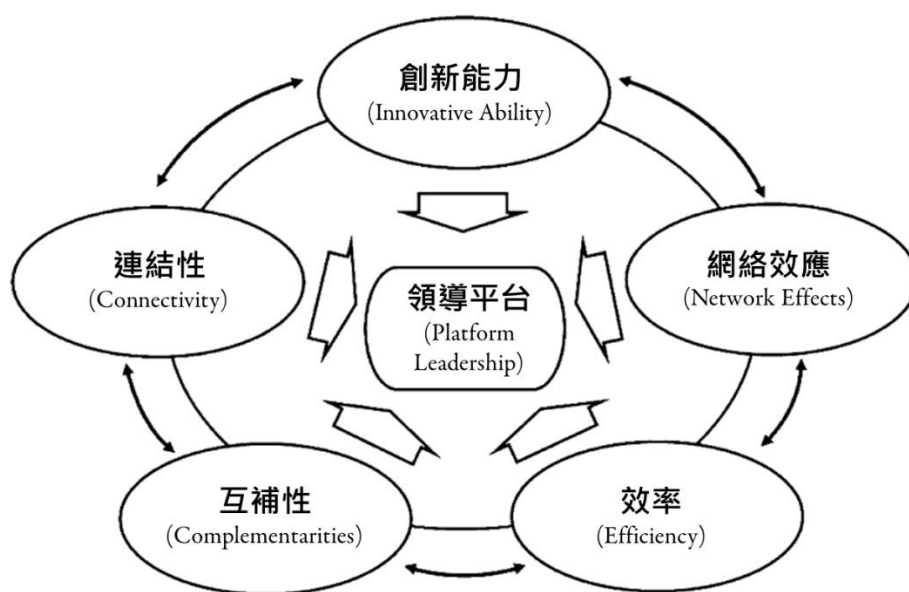 創新能力
(Innovative Ability)
連結性
(Connectivity)
網絡效應
(Network Effects)
領導平台
(Platform
Leadership)
互補性
(Complementarities)
效率
(Efficiency)